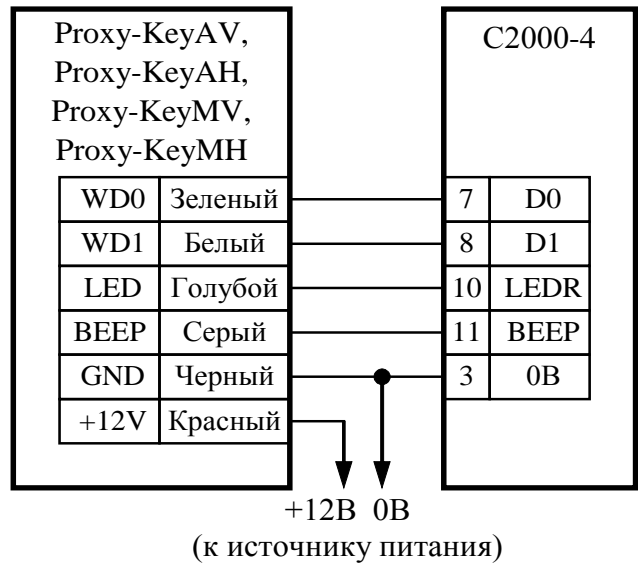 Proxy-KeyAV,
Proxy-KeyAH,
Proxy-KeyMV,
Proxy-KeyMH
C2000-4
WD0 Зеленый 7 D0
WD1 Белый 8 D1
LED Голубой 10 LEDR
BEEP Серый 11 BEEP
GND Черный 3 0В
+12V Красный
+12В 0В
(к источнику питания)